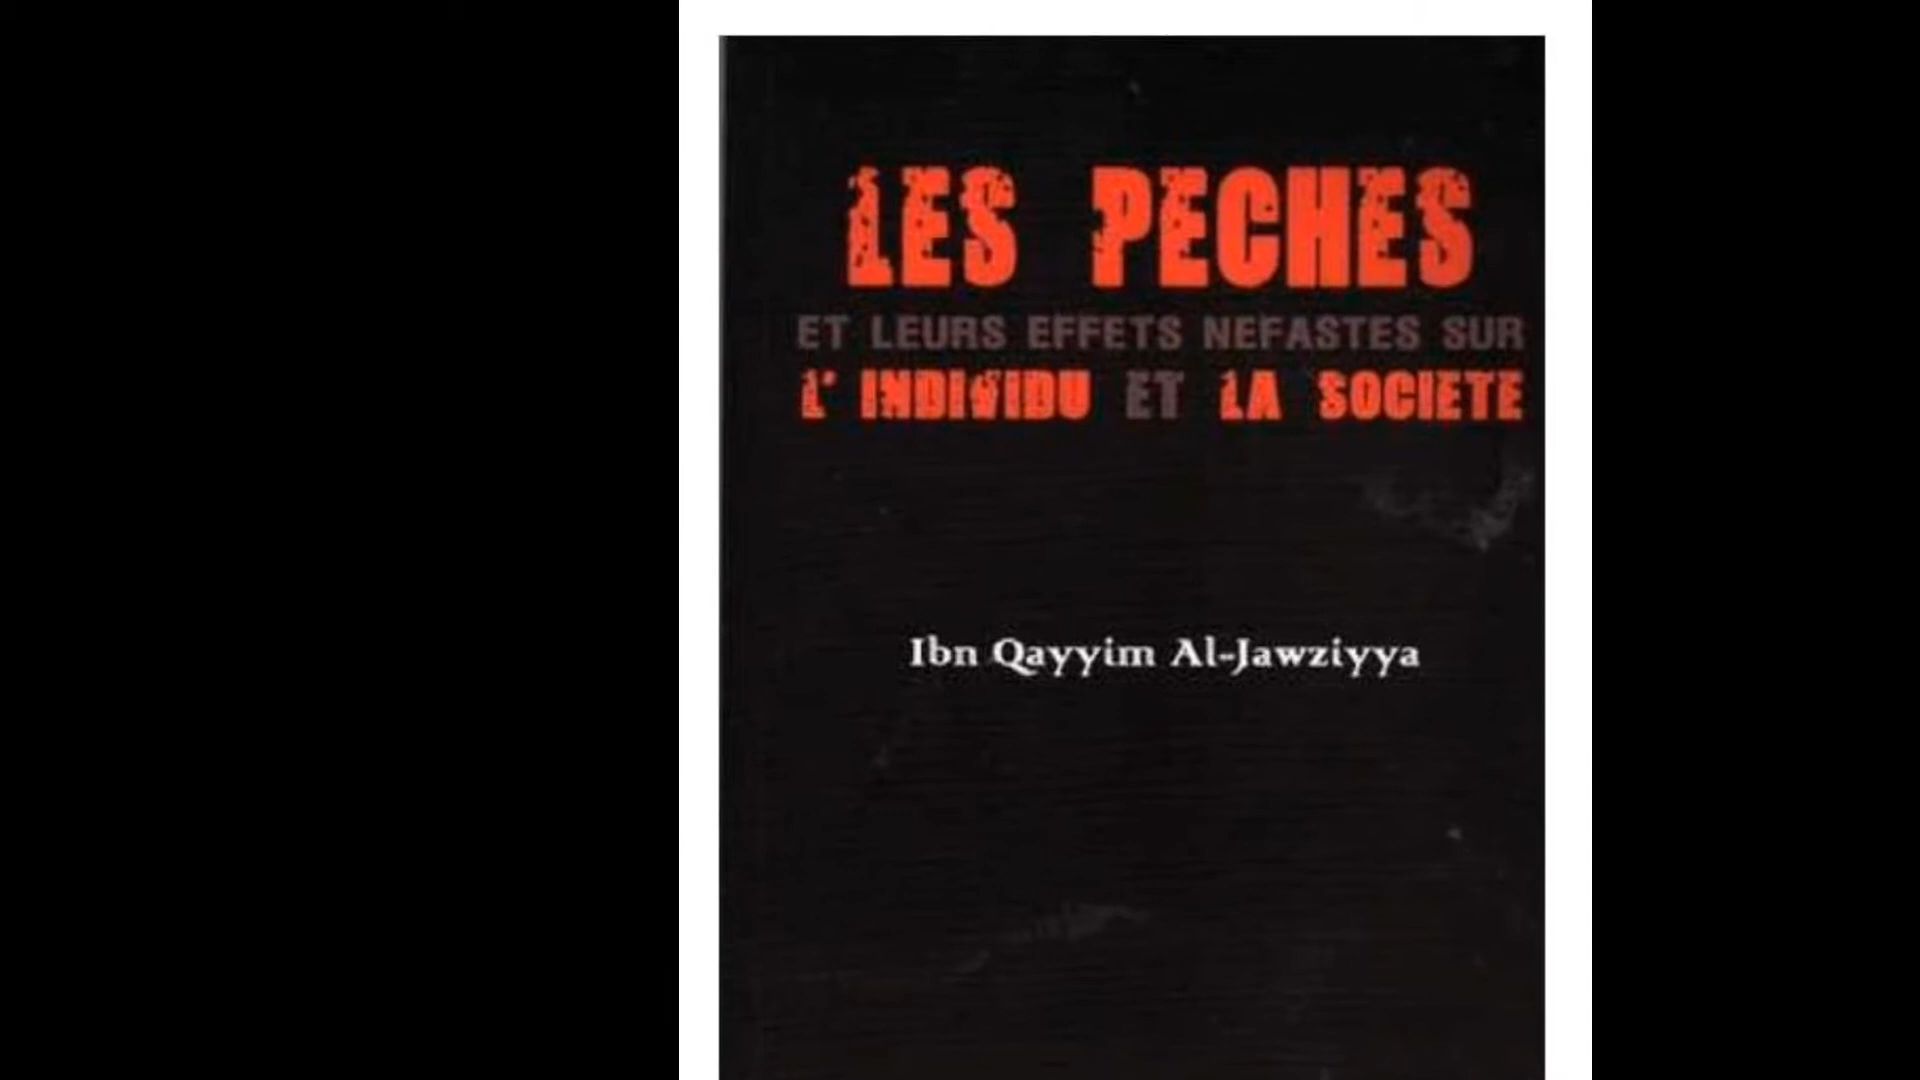 LES PECHES
ET LEURS EFFETS NEFASTES SUR
L' INDIVIDU ET LA SOCIETE
Ibn Qayyim Al-Jawziyya